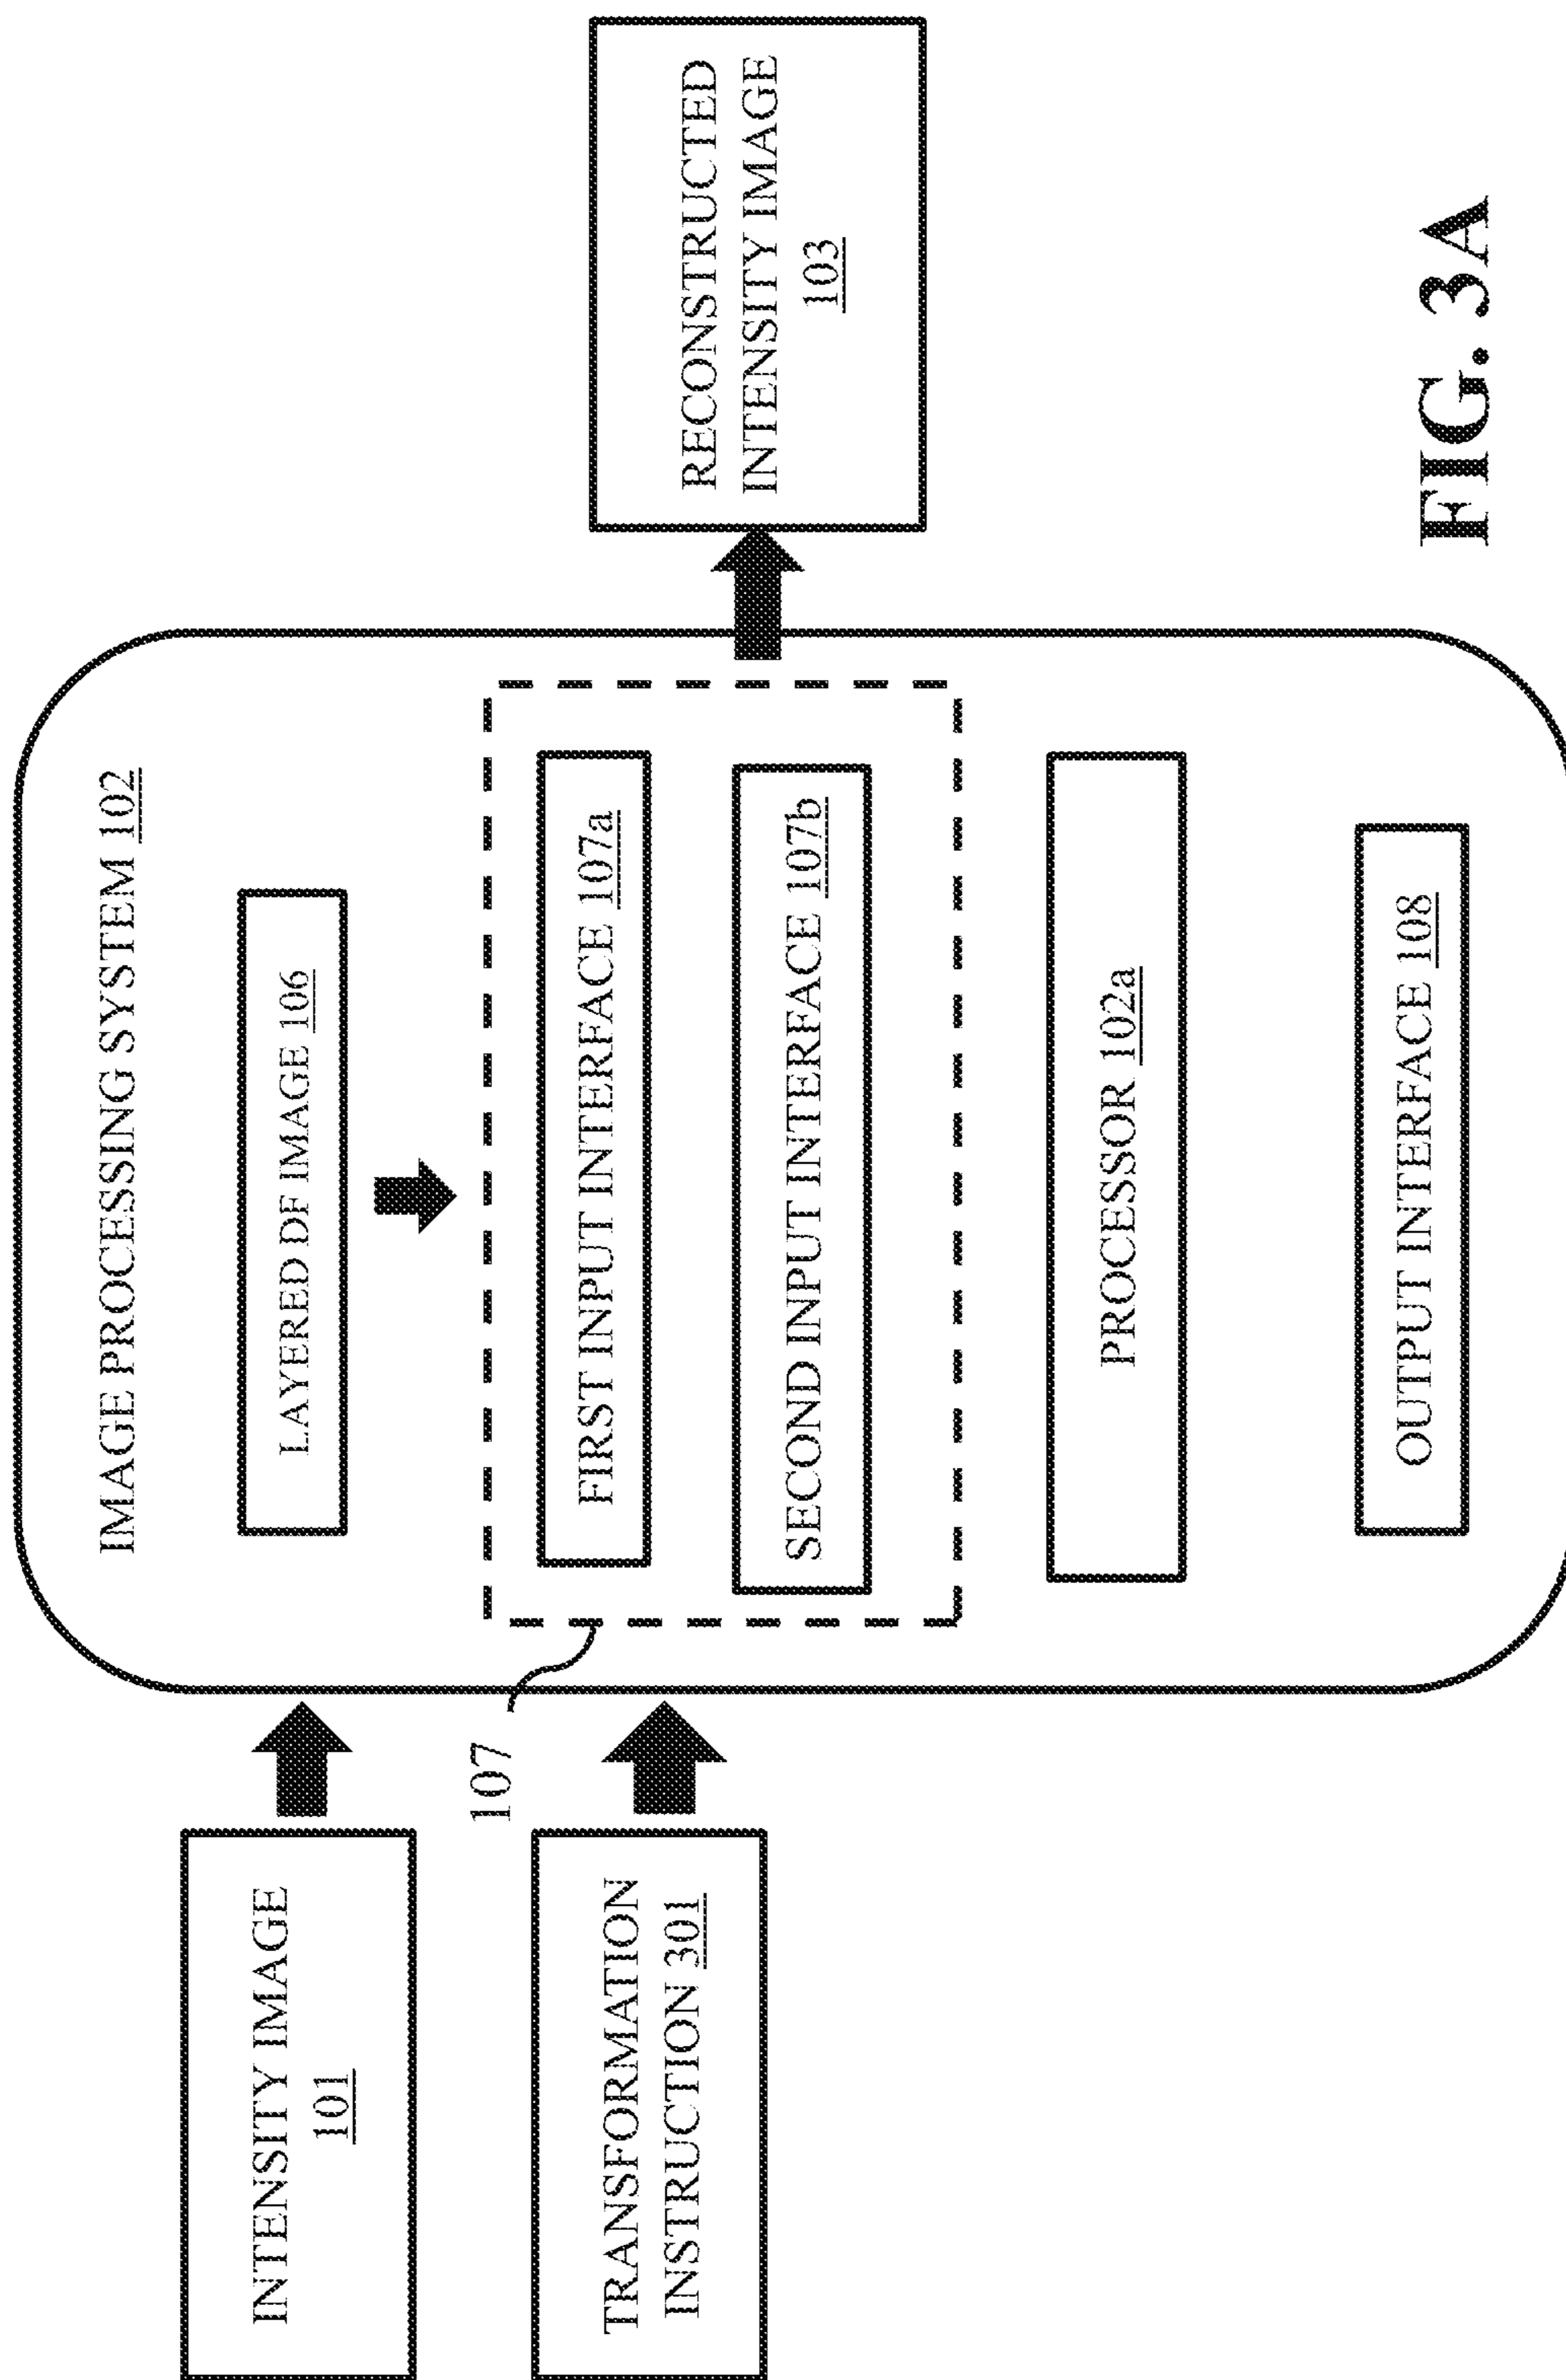 INTENSITY IMAGE
101
TRANSFORMATION
INSTRUCTION 301
107
IMAGE PROCESSING SYSTEM 102
LAYERED DF IMAGE 106
FIRST INPUT INTERFACE 107a
SECOND INPUT INTERFACE 107b
PROCESSOR 102a
OUTPUT INTERFACE 108
RECONSTRUCTED
INTENSITY IMAGE
103
FIG. 3A